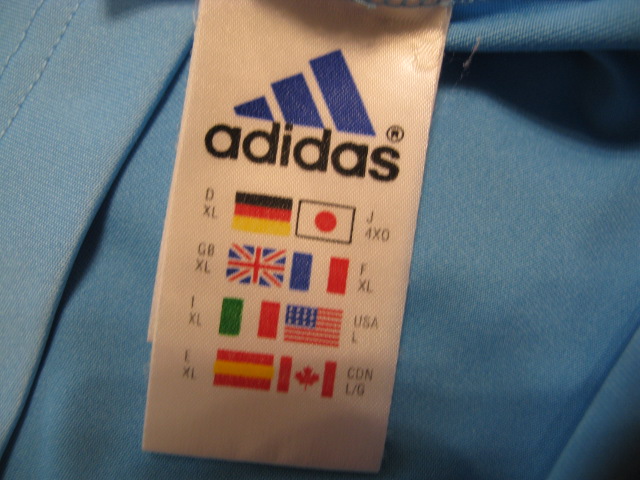 adidas®
D XL J 4XO
GB XL F XL
I XL USA L
E XL CDN L/G